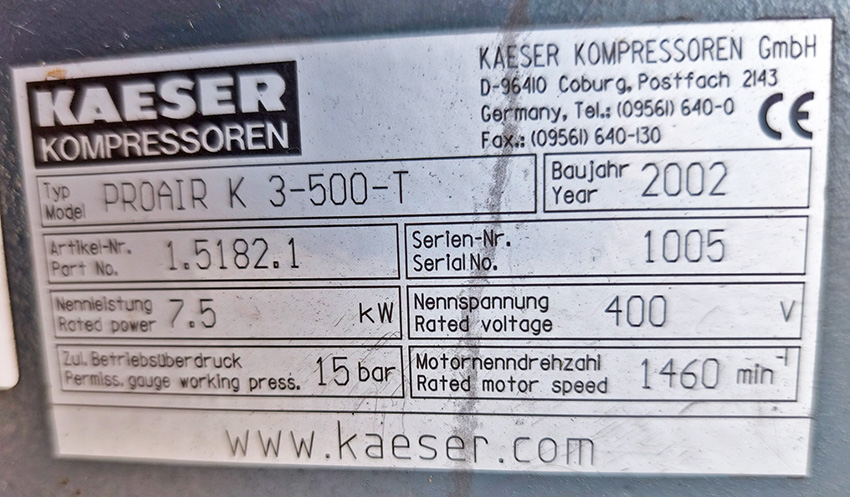 KAESER
KOMPRESSOREN
KAESER KOMPRESSOREN GmbH
D-96410 Coburg, Postfach 2143
Germany, Tel.: (09561) 640-0
Fax.: (09561) 640-130
CE
Typ
Model PROAIR K 3-500-T
Baujahr
Year 2002
Artikel-Nr.
Part No. 1.5182.1
Serien-Nr.
Serial No. 1005
Nennleistung
Rated power 7.5 kW
Nennspannung
Rated voltage 400 V
Zul. Betriebsüberdruck
Permiss. gauge working press. 15 bar
Motornenndrehzahl
Rated motor speed 1460 min⁻¹
www.kaeser.com